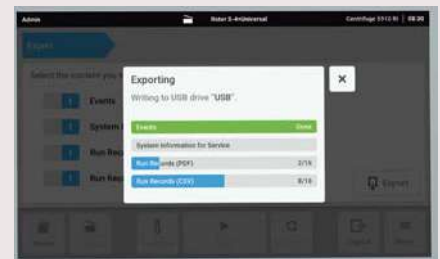 Admin
Rotor S-4×Universal
Centrifuge 5910 Ri | 08:30
Export
Select the content you
Events
System I
Run Reco
Run Reco
Export
Exporting
Writing to USB drive "USB".
Events Done
System Information for Service
Run Records (PDF) 2/16
Run Records (CSV) 8/16